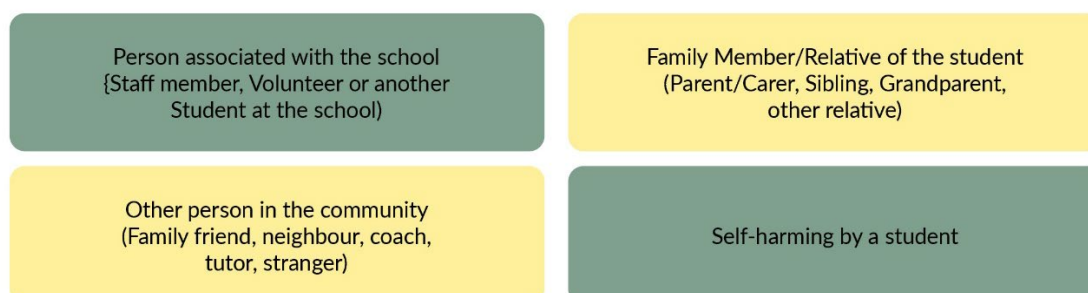 Person associated with the school
{Staff member, Volunteer or another
Student at the school)
Family Member/Relative of the student
(Parent/Carer, Sibling, Grandparent,
other relative)
Other person in the community
(Family friend, neighbour, coach,
tutor, stranger)
Self-harming by a student